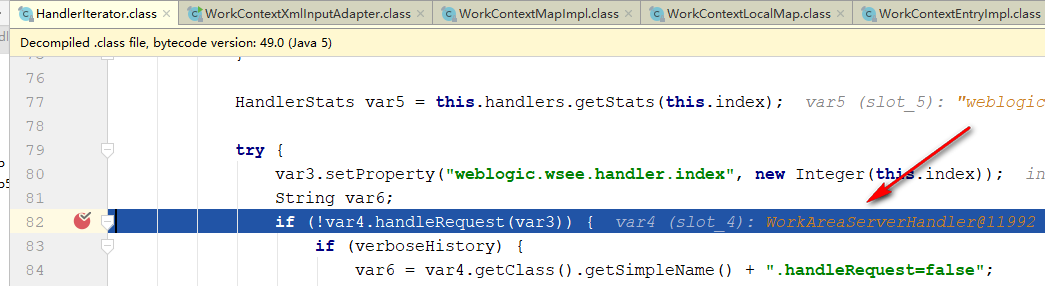 HandlerIterator.class × WorkContextXmlInputAdapter.class × WorkContextMapImpl.class × WorkContextLocalMap.class × WorkContextEntryImpl.class
Decompiled .class file, bytecode version: 49.0 (Java 5)
76
77 HandlerStats var5 = this.handlers.getStats(this.index); var5 (slot_5): "weblogic
78
79 try {
80 var3.setProperty("weblogic.wsee.handler.index", new Integer(this.index)); in
81 String var6;
82 if (!var4.handleRequest(var3)) { var4 (slot_4): WorkAreaServerHandler@11992
83 if (verboseHistory) {
84 var6 = var4.getClass().getSimpleName() + ".handleRequest=false";